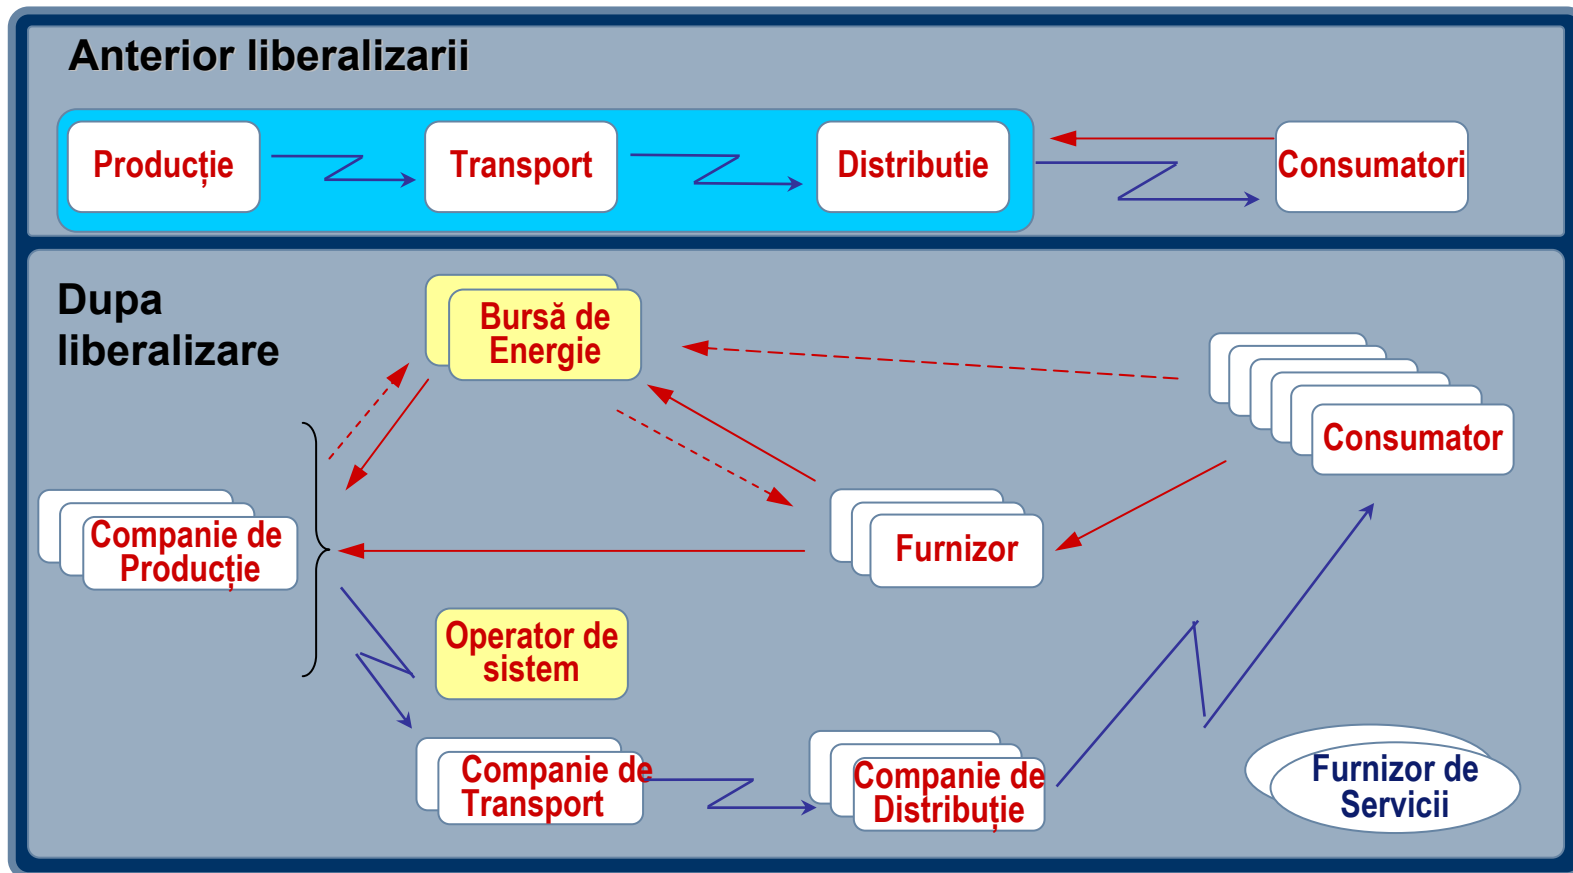 Anterior liberalizarii
Producție
Transport
Distributie
Consumatori
Dupa
liberalizare
Bursă de
Energie
Consumator
Companie de
Producție
Furnizor
Operator de
sistem
Companie de
Transport
Companie de
Distribuție
Furnizor de
Servicii